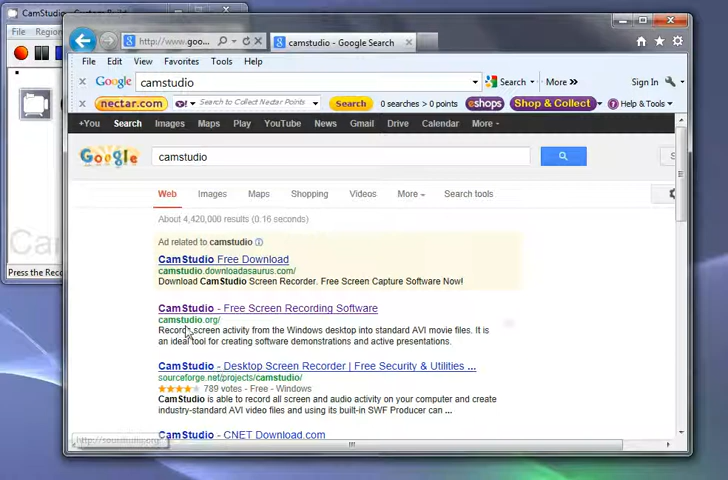 CamStudio
File Region
Press the Rec
http://www.goo...
camstudio - Google Search
File Edit View Favorites Tools Help
Google camstudio Search More >> Sign In
nectar.com Y! Search to Collect Nectar Points Search 0 searches > 0 points eshops Shop & Collect Help & Tools
+You Search Images Maps Play YouTube News Gmail Drive Calendar More
Google camstudio S
Web Images Maps Shopping Videos More Search tools
About 4,420,000 results (0.16 seconds)
Ad related to camstudio
CamStudio Free Download
camstudio.downloadasaurus.com/
Download CamStudio Screen Recorder. Free Screen Capture Software Now!
CamStudio - Free Screen Recording Software
camstudio.org/
Records screen activity from the Windows desktop into standard AVI movie files. It is
an ideal tool for creating software demonstrations and active presentations.
CamStudio - Desktop Screen Recorder | Free Security & Utilities ...
sourceforge.net/projects/camstudio/
789 votes - Free - Windows
CamStudio is able to record all screen and audio activity on your computer and create
industry-standard AVI video files and using its built-in SWF Producer can ...
CamStudio - CNET Download.com